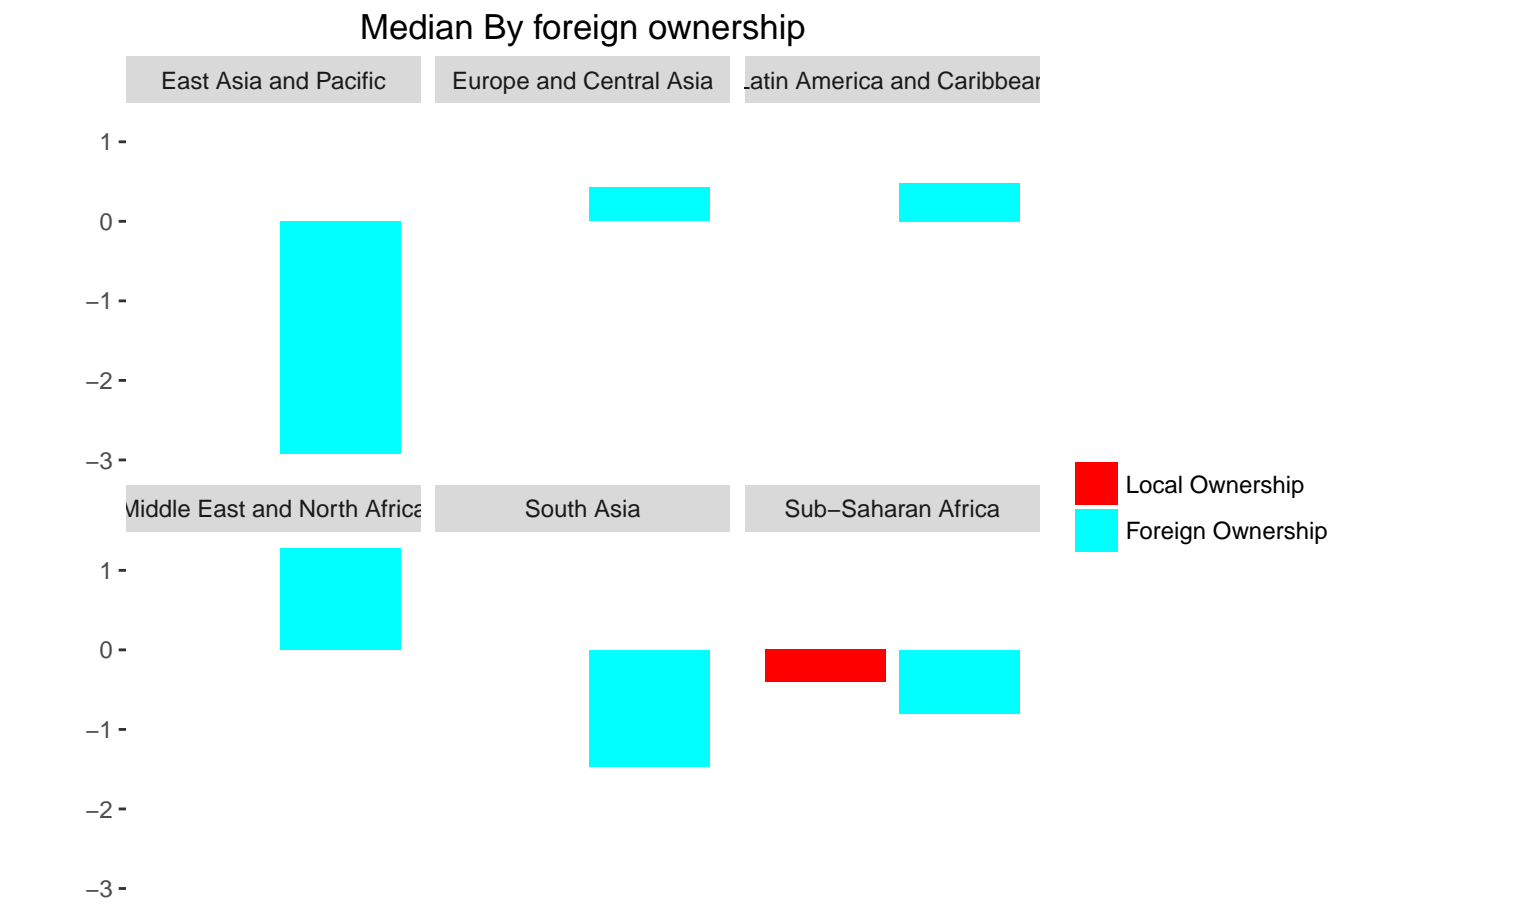 Median By foreign ownership
East Asia and Pacific
Europe and Central Asia
Latin America and Caribbean
1
0
−1
−2
−3
Middle East and North Africa
South Asia
Sub−Saharan Africa
1
0
−1
−2
−3
Local Ownership
Foreign Ownership